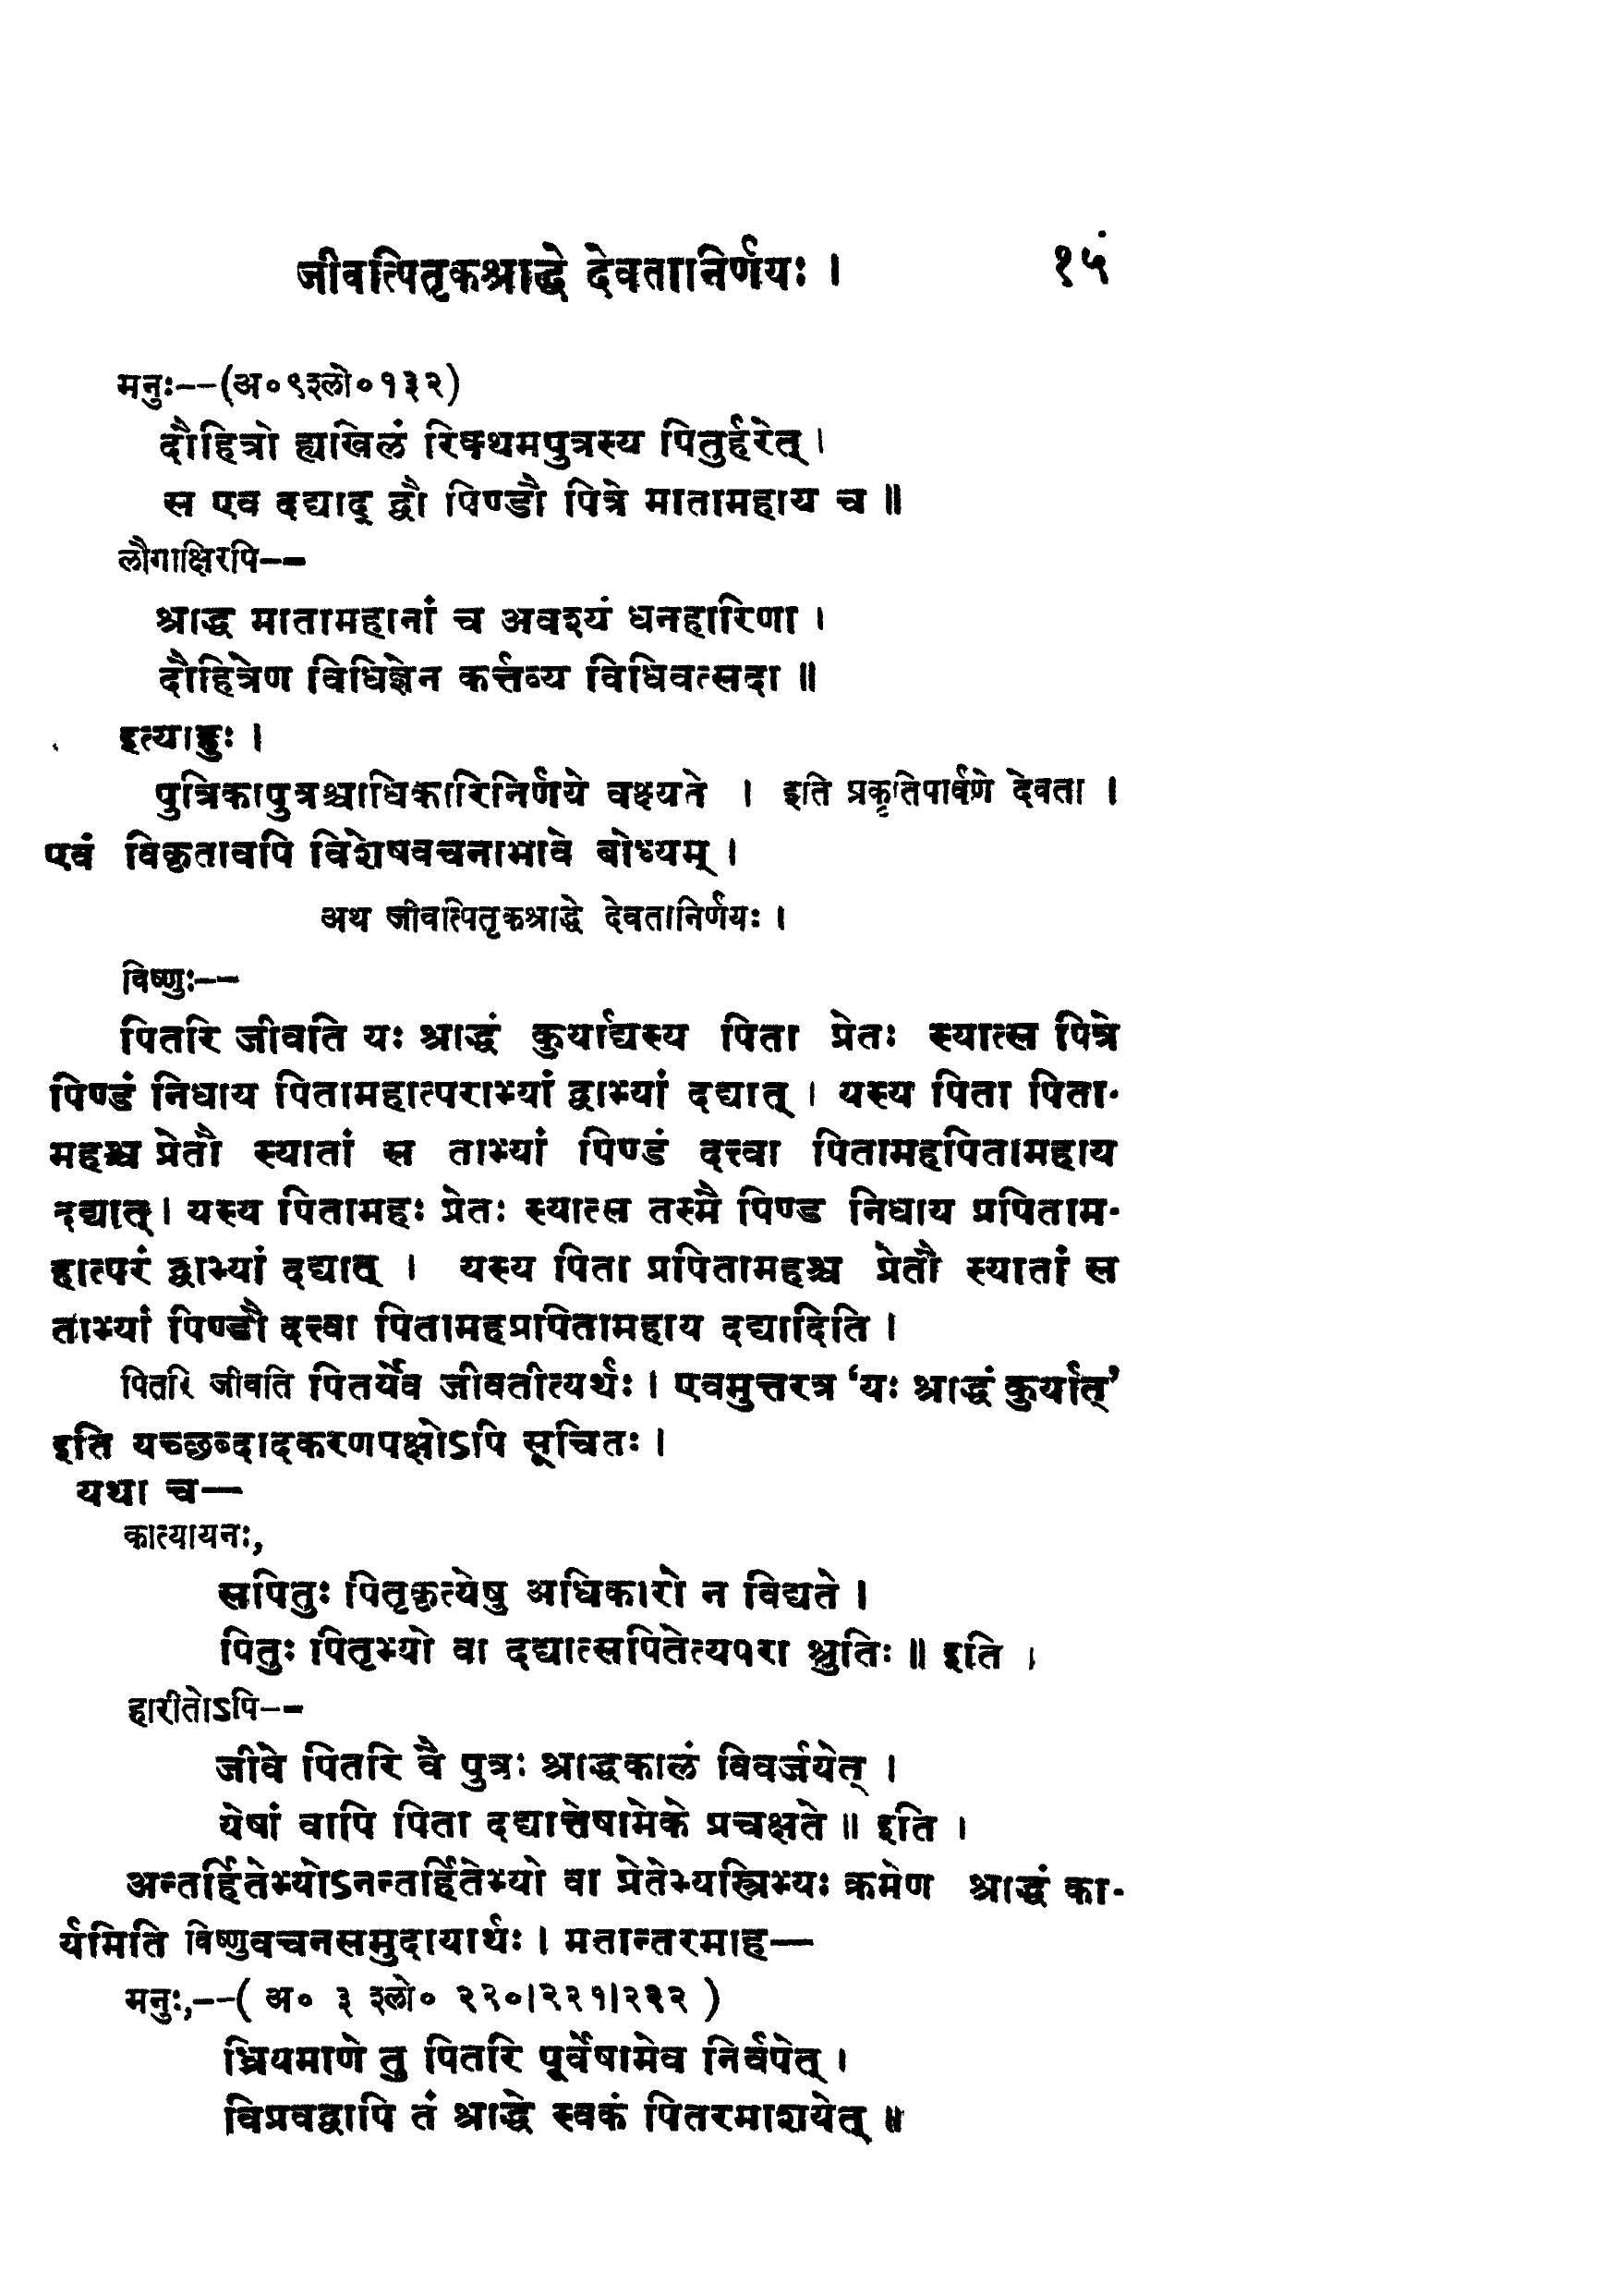 जीवत्पितृकश्राद्धे देवतानिर्णयः । १५
मनुः--(अ०९श्लो०१३२)
दौहित्रो ह्यखिलं रिक्थमपुत्रस्य पितुर्हरेत् ।
स एव दद्याद् द्वौ पिण्डौ पित्रे मातामहाय च ॥
लौगाक्षिरपि--
श्राद्ध मातामहानां च अवश्यं धनहारिणा ।
दौहित्रेण विधिज्ञेन कर्त्तव्य विधिवत्सदा ॥
इत्याहुः ।
पुत्रिकापुत्रश्चाधिकारिनिर्णये वक्ष्यते । इति प्रकृतिपार्वणे देवता ।
एवं विकृतावपि विशेषवचनाभावे बोध्यम् ।
अथ जीवत्पितृकश्राद्धे देवतानिर्णयः ।
विष्णुः--
पितरि जीवति यः श्राद्धं कुर्याद्यस्य पिता प्रेतः स्यात्स पित्रे
पिण्डं निधाय पितामहात्पराभ्यां द्वाभ्यां दद्यात् । यस्य पिता पिता-
महश्च प्रेतौ स्यातां स ताभ्यां पिण्डं दत्त्वा पितामहपितामहाय
दद्यात् । यस्य पितामहः प्रेतः स्यात्स तस्मै पिण्ड निधाय प्रपिताम-
हात्परं द्वाभ्यां दद्यात् । यस्य पिता प्रपितामहश्च प्रेतौ स्यातां स
ताभ्यां पिण्डौ दत्त्वा पितामहप्रपितामहाय दद्यादिति ।
पितरि जीवति पितर्येव जीवतीत्यर्थः । एवमुत्तरत्र ‘यः श्राद्धं कुर्यात्’
इति यच्छब्दादकरणपक्षोऽपि सूचितः ।
यथा च—
कात्यायनः,
सपितुः पितृकृत्येषु अधिकारो न विद्यते ।
पितुः पितृभ्यो वा दद्यात्सपितेत्यपरा श्रुतिः ॥ इति ।
हारीतोऽपि--
जीवे पितरि वै पुत्रः श्राद्धकालं विवर्जयेत् ।
येषां वापि पिता दद्यात्तेषामेके प्रचक्षते ॥ इति ।
अन्तर्हितेभ्योऽनन्तर्हितेभ्यो वा प्रेतेभ्यस्त्रिभ्यः क्रमेण श्राद्धं का-
र्यमिति विष्णुवचनसमुदायार्थः । मतान्तरमाह—
मनुः,--( अ० ३ श्लो० २२०।२२१।२२२ )
ध्रियमाणे तु पितरि पूर्वेषामेव निर्वपेत् ।
विप्रवद्वापि तं श्राद्धे स्वकं पितरमाशयेत् ॥